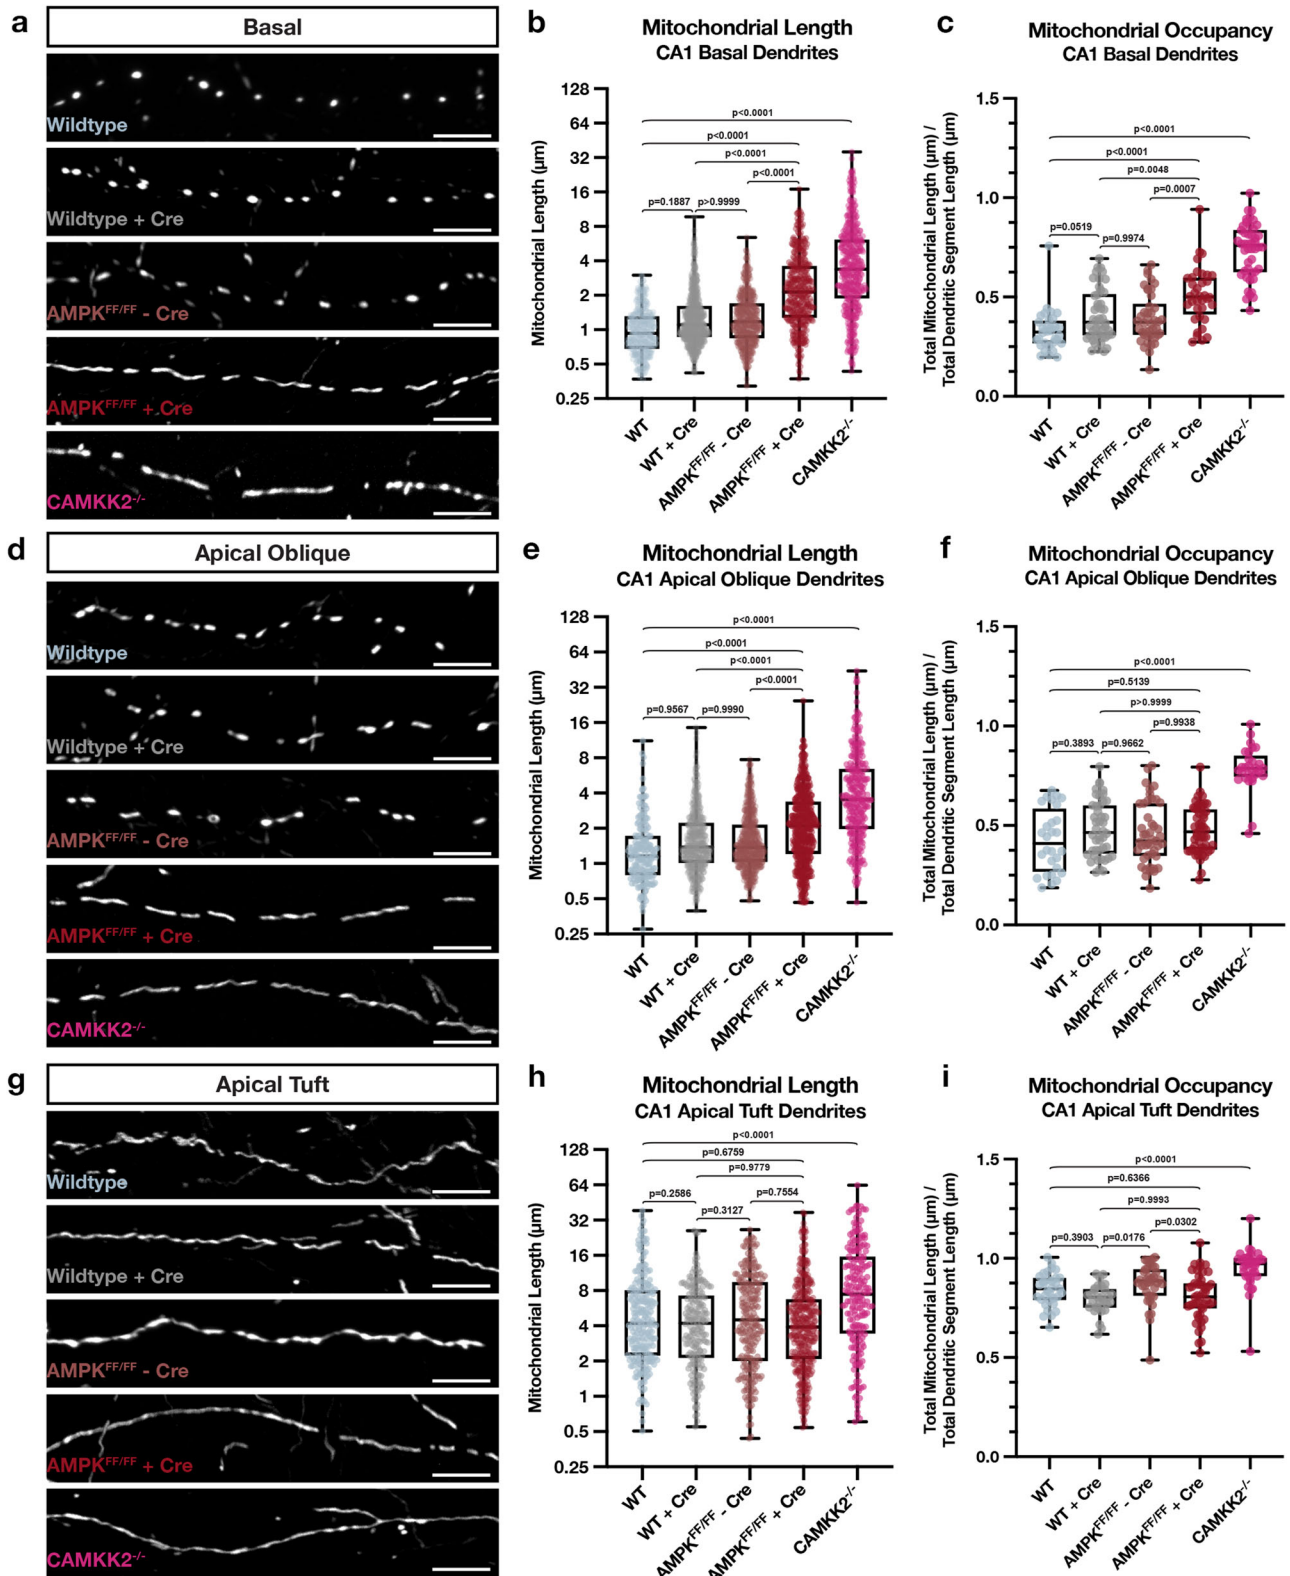 a
Basal
Wildtype
Wildtype + Cre
AMPKFF/FF - Cre
AMPKFF/FF + Cre
CAMKK2-/-
b
Mitochondrial Length
CA1 Basal Dendrites
Mitochondrial Length (µm)
128
64
32
16
8
4
2
1
0.5
0.25
p<0.0001
p<0.0001
p<0.0001
p<0.0001
p=0.1887
p>0.9999
WT
WT + Cre
AMPKFF/FF - Cre
AMPKFF/FF + Cre
CAMKK2-/-
c
Mitochondrial Occupancy
CA1 Basal Dendrites
Total Mitochondrial Length (µm) /
Total Dendritic Segment Length (µm)
1.5
1.0
0.5
0.0
p<0.0001
p<0.0001
p=0.0048
p=0.0007
p=0.0519
p=0.9974
WT
WT + Cre
AMPKFF/FF - Cre
AMPKFF/FF + Cre
CAMKK2-/-
d
Apical Oblique
Wildtype
Wildtype + Cre
AMPKFF/FF - Cre
AMPKFF/FF + Cre
CAMKK2-/-
e
Mitochondrial Length
CA1 Apical Oblique Dendrites
Mitochondrial Length (µm)
128
64
32
16
8
4
2
1
0.5
0.25
p<0.0001
p<0.0001
p<0.0001
p<0.0001
p=0.9567
p=0.9990
WT
WT + Cre
AMPKFF/FF - Cre
AMPKFF/FF + Cre
CAMKK2-/-
f
Mitochondrial Occupancy
CA1 Apical Oblique Dendrites
Total Mitochondrial Length (µm) /
Total Dendritic Segment Length (µm)
1.5
1.0
0.5
0.0
p<0.0001
p=0.5139
p>0.9999
p=0.9938
p=0.3893
p=0.9662
WT
WT + Cre
AMPKFF/FF - Cre
AMPKFF/FF + Cre
CAMKK2-/-
g
Apical Tuft
Wildtype
Wildtype + Cre
AMPKFF/FF - Cre
AMPKFF/FF + Cre
CAMKK2-/-
h
Mitochondrial Length
CA1 Apical Tuft Dendrites
Mitochondrial Length (µm)
128
64
32
16
8
4
2
1
0.5
0.25
p<0.0001
p=0.6759
p=0.9779
p=0.2586
p=0.7554
p=0.3127
WT
WT + Cre
AMPKFF/FF - Cre
AMPKFF/FF + Cre
CAMKK2-/-
i
Mitochondrial Occupancy
CA1 Apical Tuft Dendrites
Total Mitochondrial Length (µm) /
Total Dendritic Segment Length (µm)
1.5
1.0
0.5
0.0
p<0.0001
p=0.6366
p=0.9993
p=0.0302
p=0.3903
p=0.0176
WT
WT + Cre
AMPKFF/FF - Cre
AMPKFF/FF + Cre
CAMKK2-/-